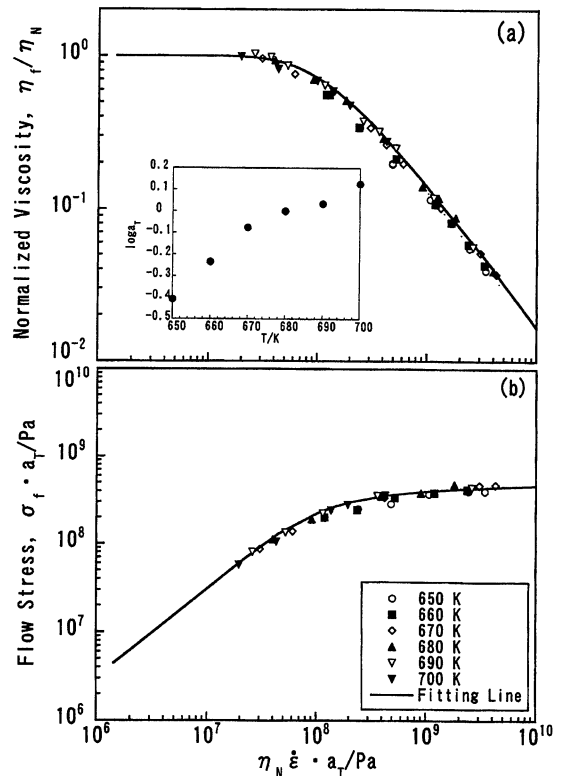 (a)
Normalized Viscosity, η_f/η_N
10^0
10^-1
10^-2
0.2
0.1
0
-0.1
-0.2
-0.3
-0.4
-0.5
loga_T
650 660 670 680 690 700
T/K
(b)
Flow Stress, σ_f・a_T/Pa
10^10
10^9
10^8
10^7
10^6
650 K
660 K
670 K
680 K
690 K
700 K
Fitting Line
10^6 10^7 10^8 10^9 10^10
η_N ε̇・a_T/Pa